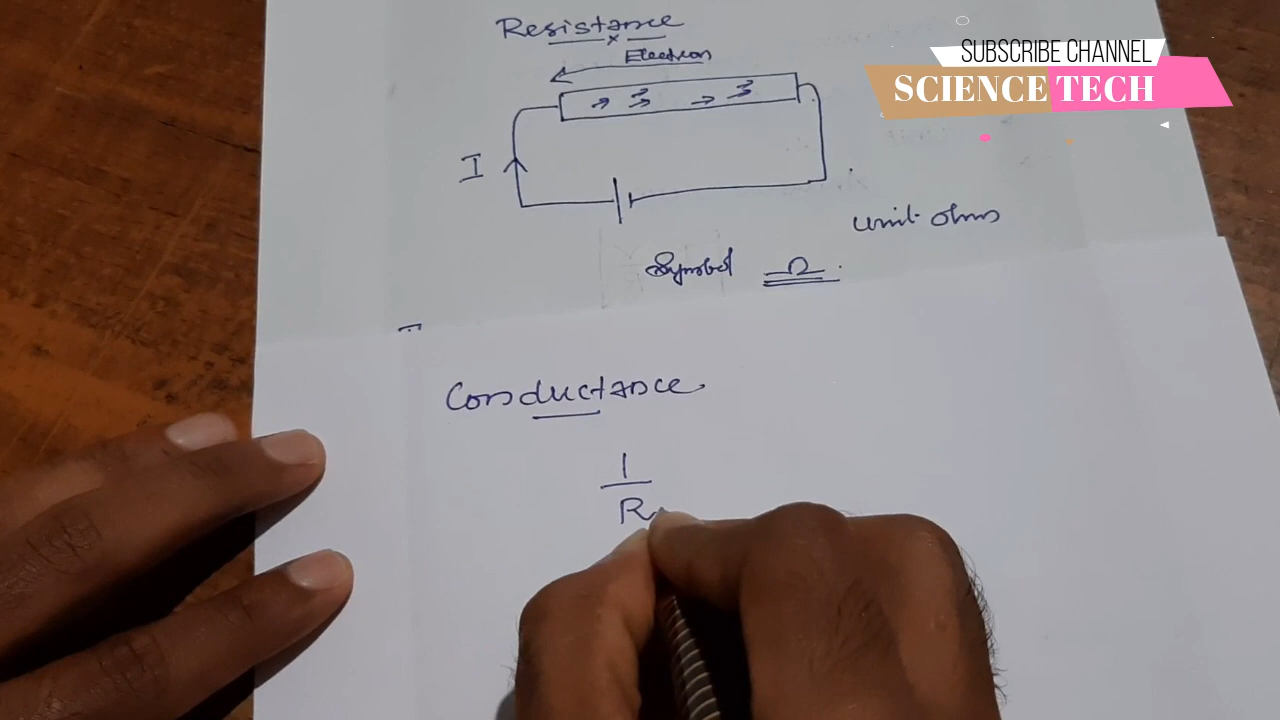 Resistance
Electron
SUBSCRIBE CHANNEL
SCIENCE TECH
I
unit ohms
Symbol Ω
Conductance
1
R